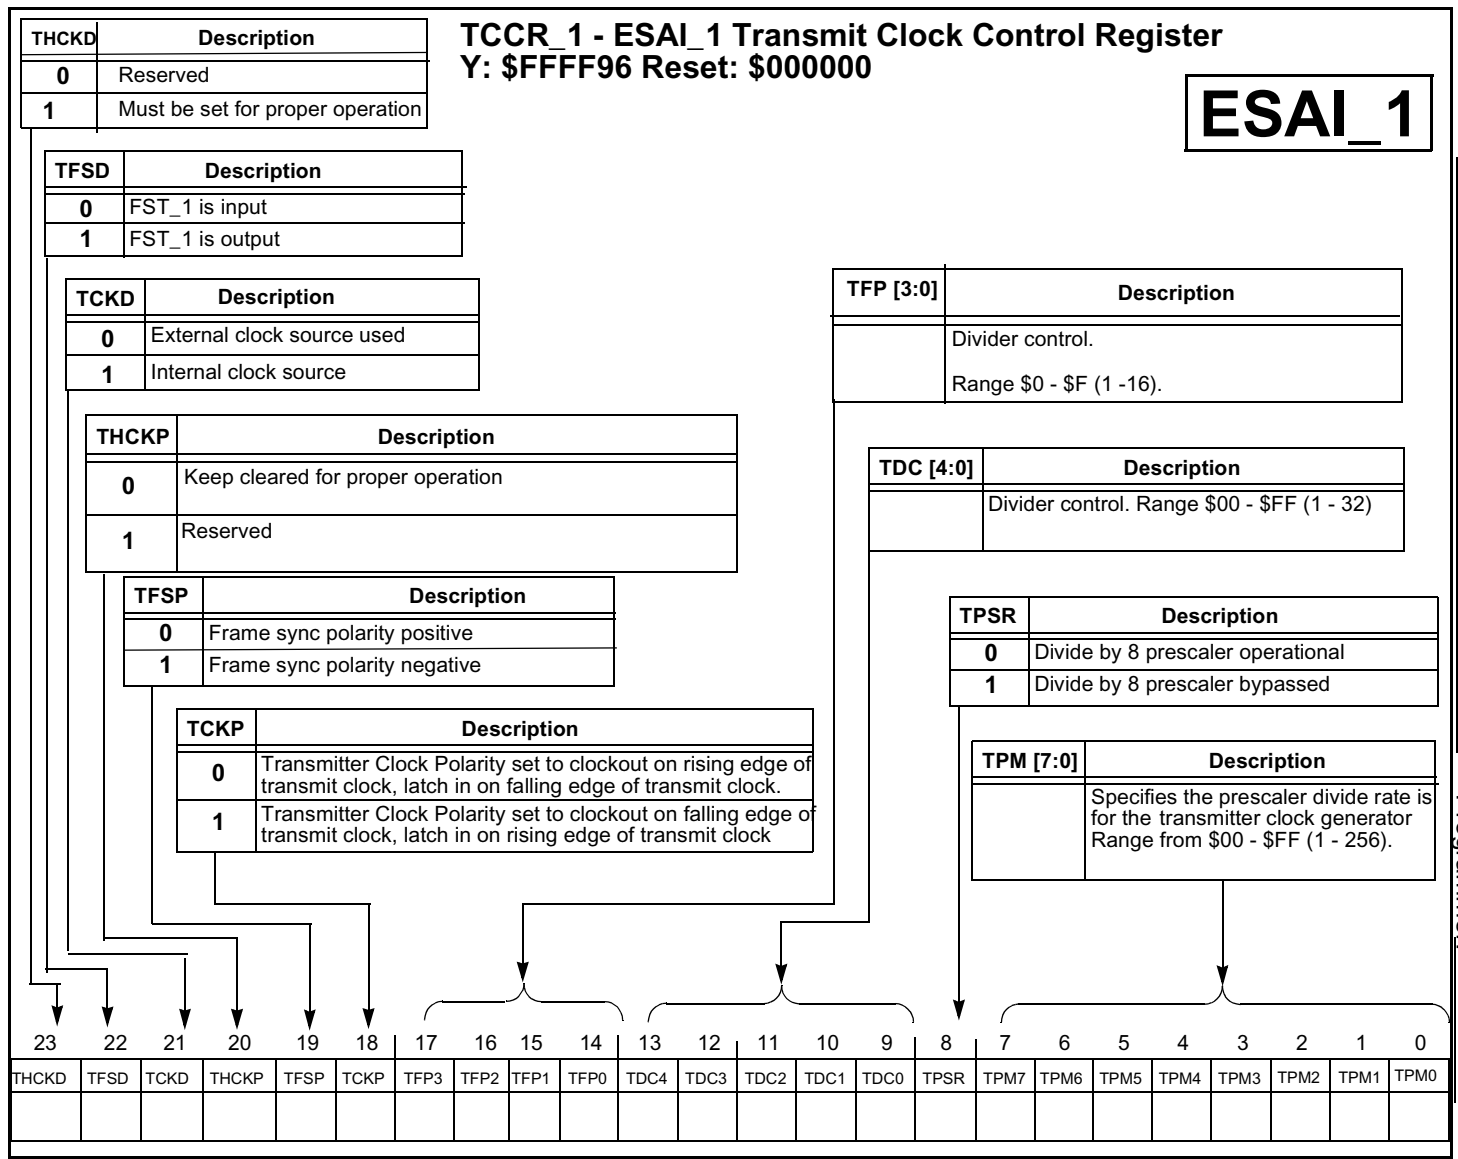 TCCR_1 - ESAI_1 Transmit Clock Control Register
Y: $FFFF96 Reset: $000000
ESAI_1
THCKD Description
0 Reserved
1 Must be set for proper operation
TFSD Description
0 FST_1 is input
1 FST_1 is output
TCKD Description
0 External clock source used
1 Internal clock source
THCKP Description
0 Keep cleared for proper operation
1 Reserved
TFSP Description
0 Frame sync polarity positive
1 Frame sync polarity negative
TCKP Description
0 Transmitter Clock Polarity set to clockout on rising edge of
transmit clock, latch in on falling edge of transmit clock.
1 Transmitter Clock Polarity set to clockout on falling edge of
transmit clock, latch in on rising edge of transmit clock
TFP [3:0] Description
Divider control.
Range $0 - $F (1 -16).
TDC [4:0] Description
Divider control. Range $00 - $FF (1 - 32)
TPSR Description
0 Divide by 8 prescaler operational
1 Divide by 8 prescaler bypassed
TPM [7:0] Description
Specifies the prescaler divide rate is
for the transmitter clock generator
Range from $00 - $FF (1 - 256).
23 22 21 20 19 18 17 16 15 14 13 12 11 10 9 8 7 6 5 4 3 2 1 0
THCKD TFSD TCKD THCKP TFSP TCKP TFP3 TFP2 TFP1 TFP0 TDC4 TDC3 TDC2 TDC1 TDC0 TPSR TPM7 TPM6 TPM5 TPM4 TPM3 TPM2 TPM1 TPM0